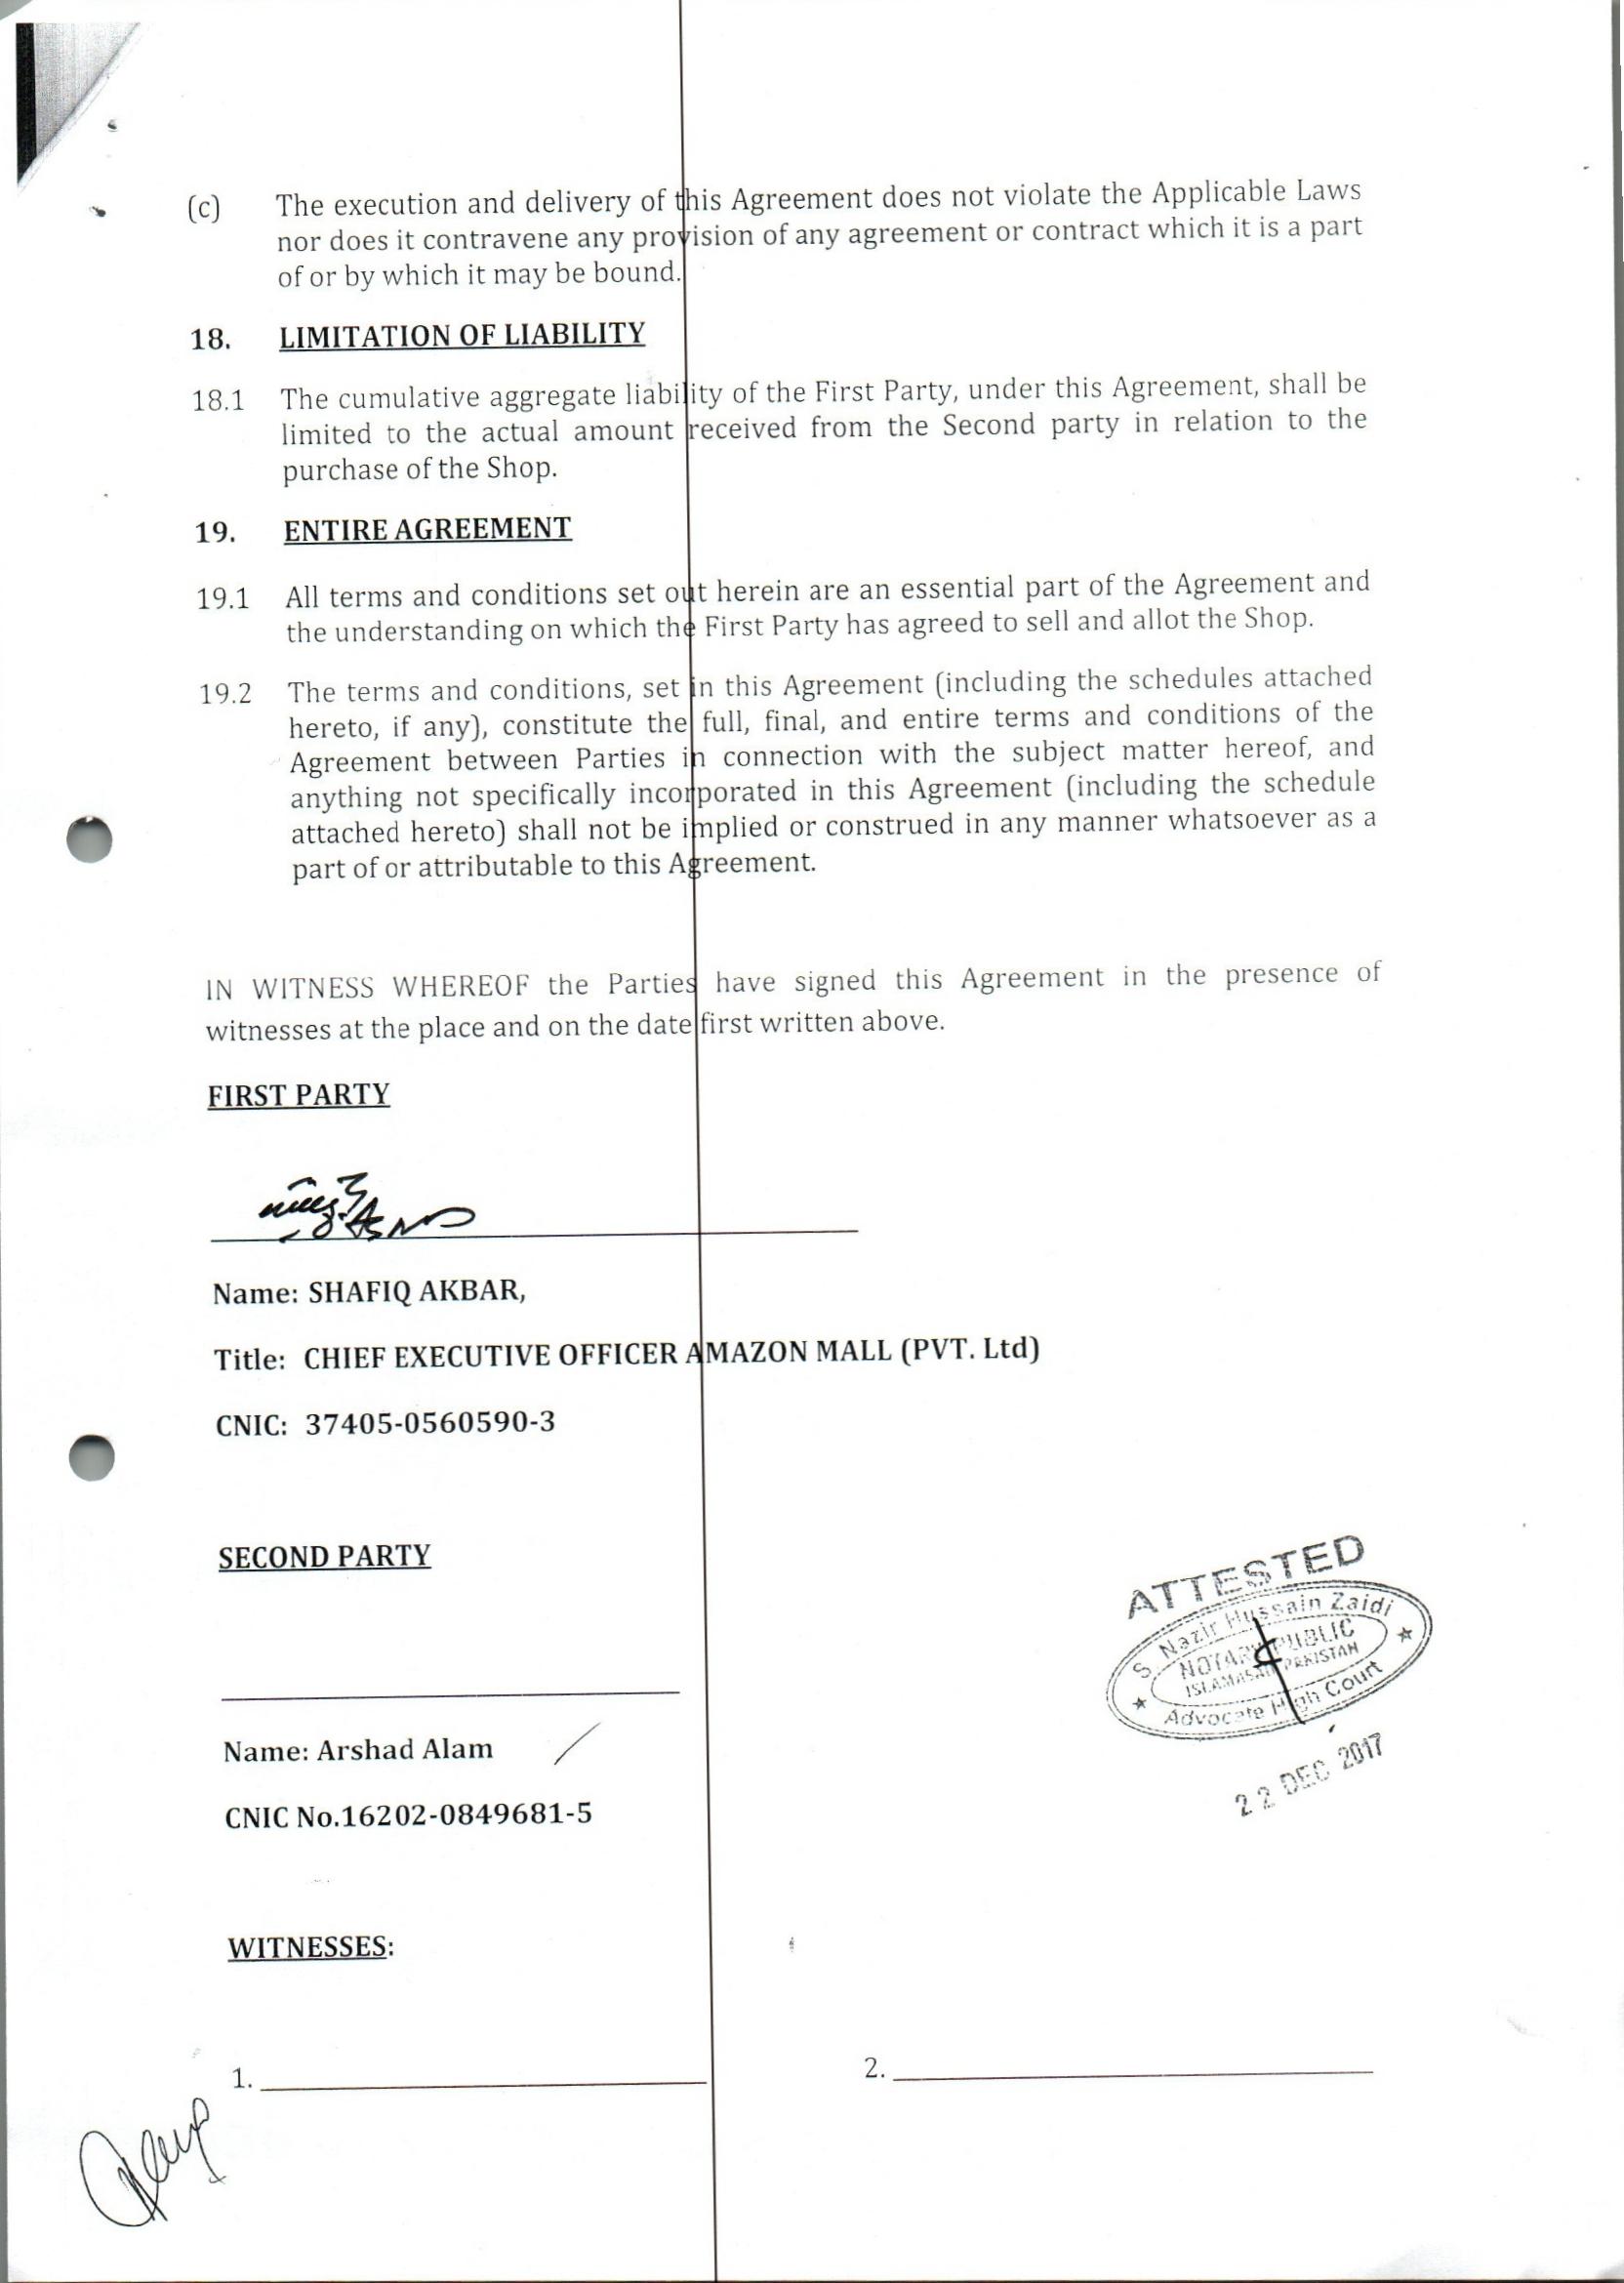 (c) The execution and delivery of this Agreement does not violate the Applicable Laws
nor does it contravene any provision of any agreement or contract which it is a part
of or by which it may be bound.
18. LIMITATION OF LIABILITY
18.1 The cumulative aggregate liability of the First Party, under this Agreement, shall be
limited to the actual amount received from the Second party in relation to the
purchase of the Shop.
19. ENTIRE AGREEMENT
19.1 All terms and conditions set out herein are an essential part of the Agreement and
the understanding on which the First Party has agreed to sell and allot the Shop.
19.2 The terms and conditions, set in this Agreement (including the schedules attached
hereto, if any), constitute the full, final, and entire terms and conditions of the
Agreement between Parties in connection with the subject matter hereof, and
anything not specifically incorporated in this Agreement (including the schedule
attached hereto) shall not be implied or construed in any manner whatsoever as a
part of or attributable to this Agreement.
IN WITNESS WHEREOF the Parties have signed this Agreement in the presence of
witnesses at the place and on the date first written above.
FIRST PARTY
Name: SHAFIQ AKBAR,
Title: CHIEF EXECUTIVE OFFICER AMAZON MALL (PVT. Ltd)
CNIC: 37405-0560590-3
SECOND PARTY
Name: Arshad Alam
CNIC No.16202-0849681-5
ATTESTED
S. Nazir Hussain Zaidi
NOTARY PUBLIC
ISLAMABAD PAKISTAN
Advocate High Court
22 DEC 2017
WITNESSES:
1.
2.